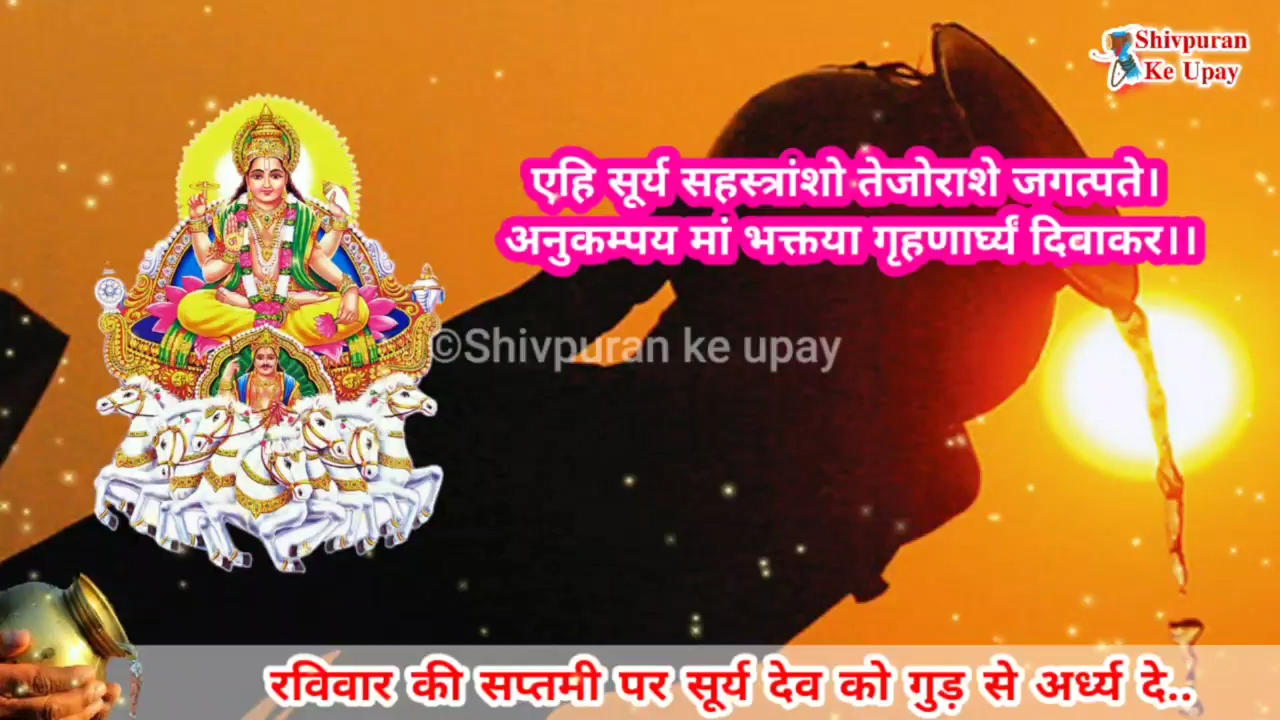 Shivpuran
Ke Upay
एहि सूर्य सहस्त्रांशो तेजोराशे जगत्पते।
अनुकम्पय मां भक्तया गृहणार्घ्यं दिवाकर।।
©Shivpuran ke upay
रविवार की सप्तमी पर सूर्य देव को गुड़ से अर्ध्य दे..